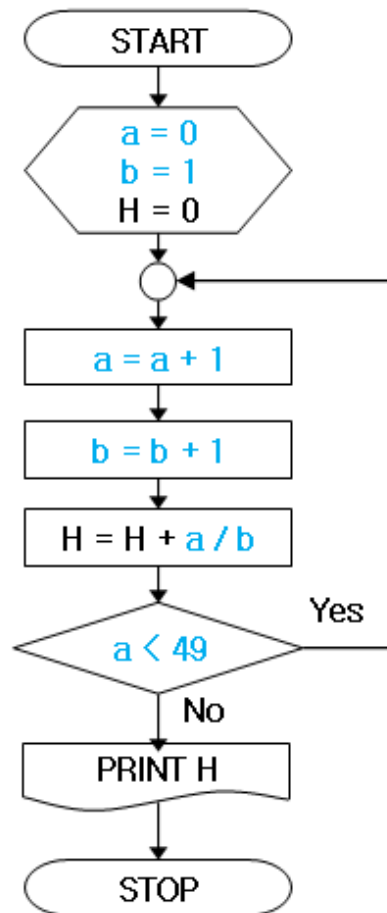 START
a = 0
b = 1
H = 0
a = a + 1
b = b + 1
H = H + a / b
Yes
a < 49
No
PRINT H
STOP